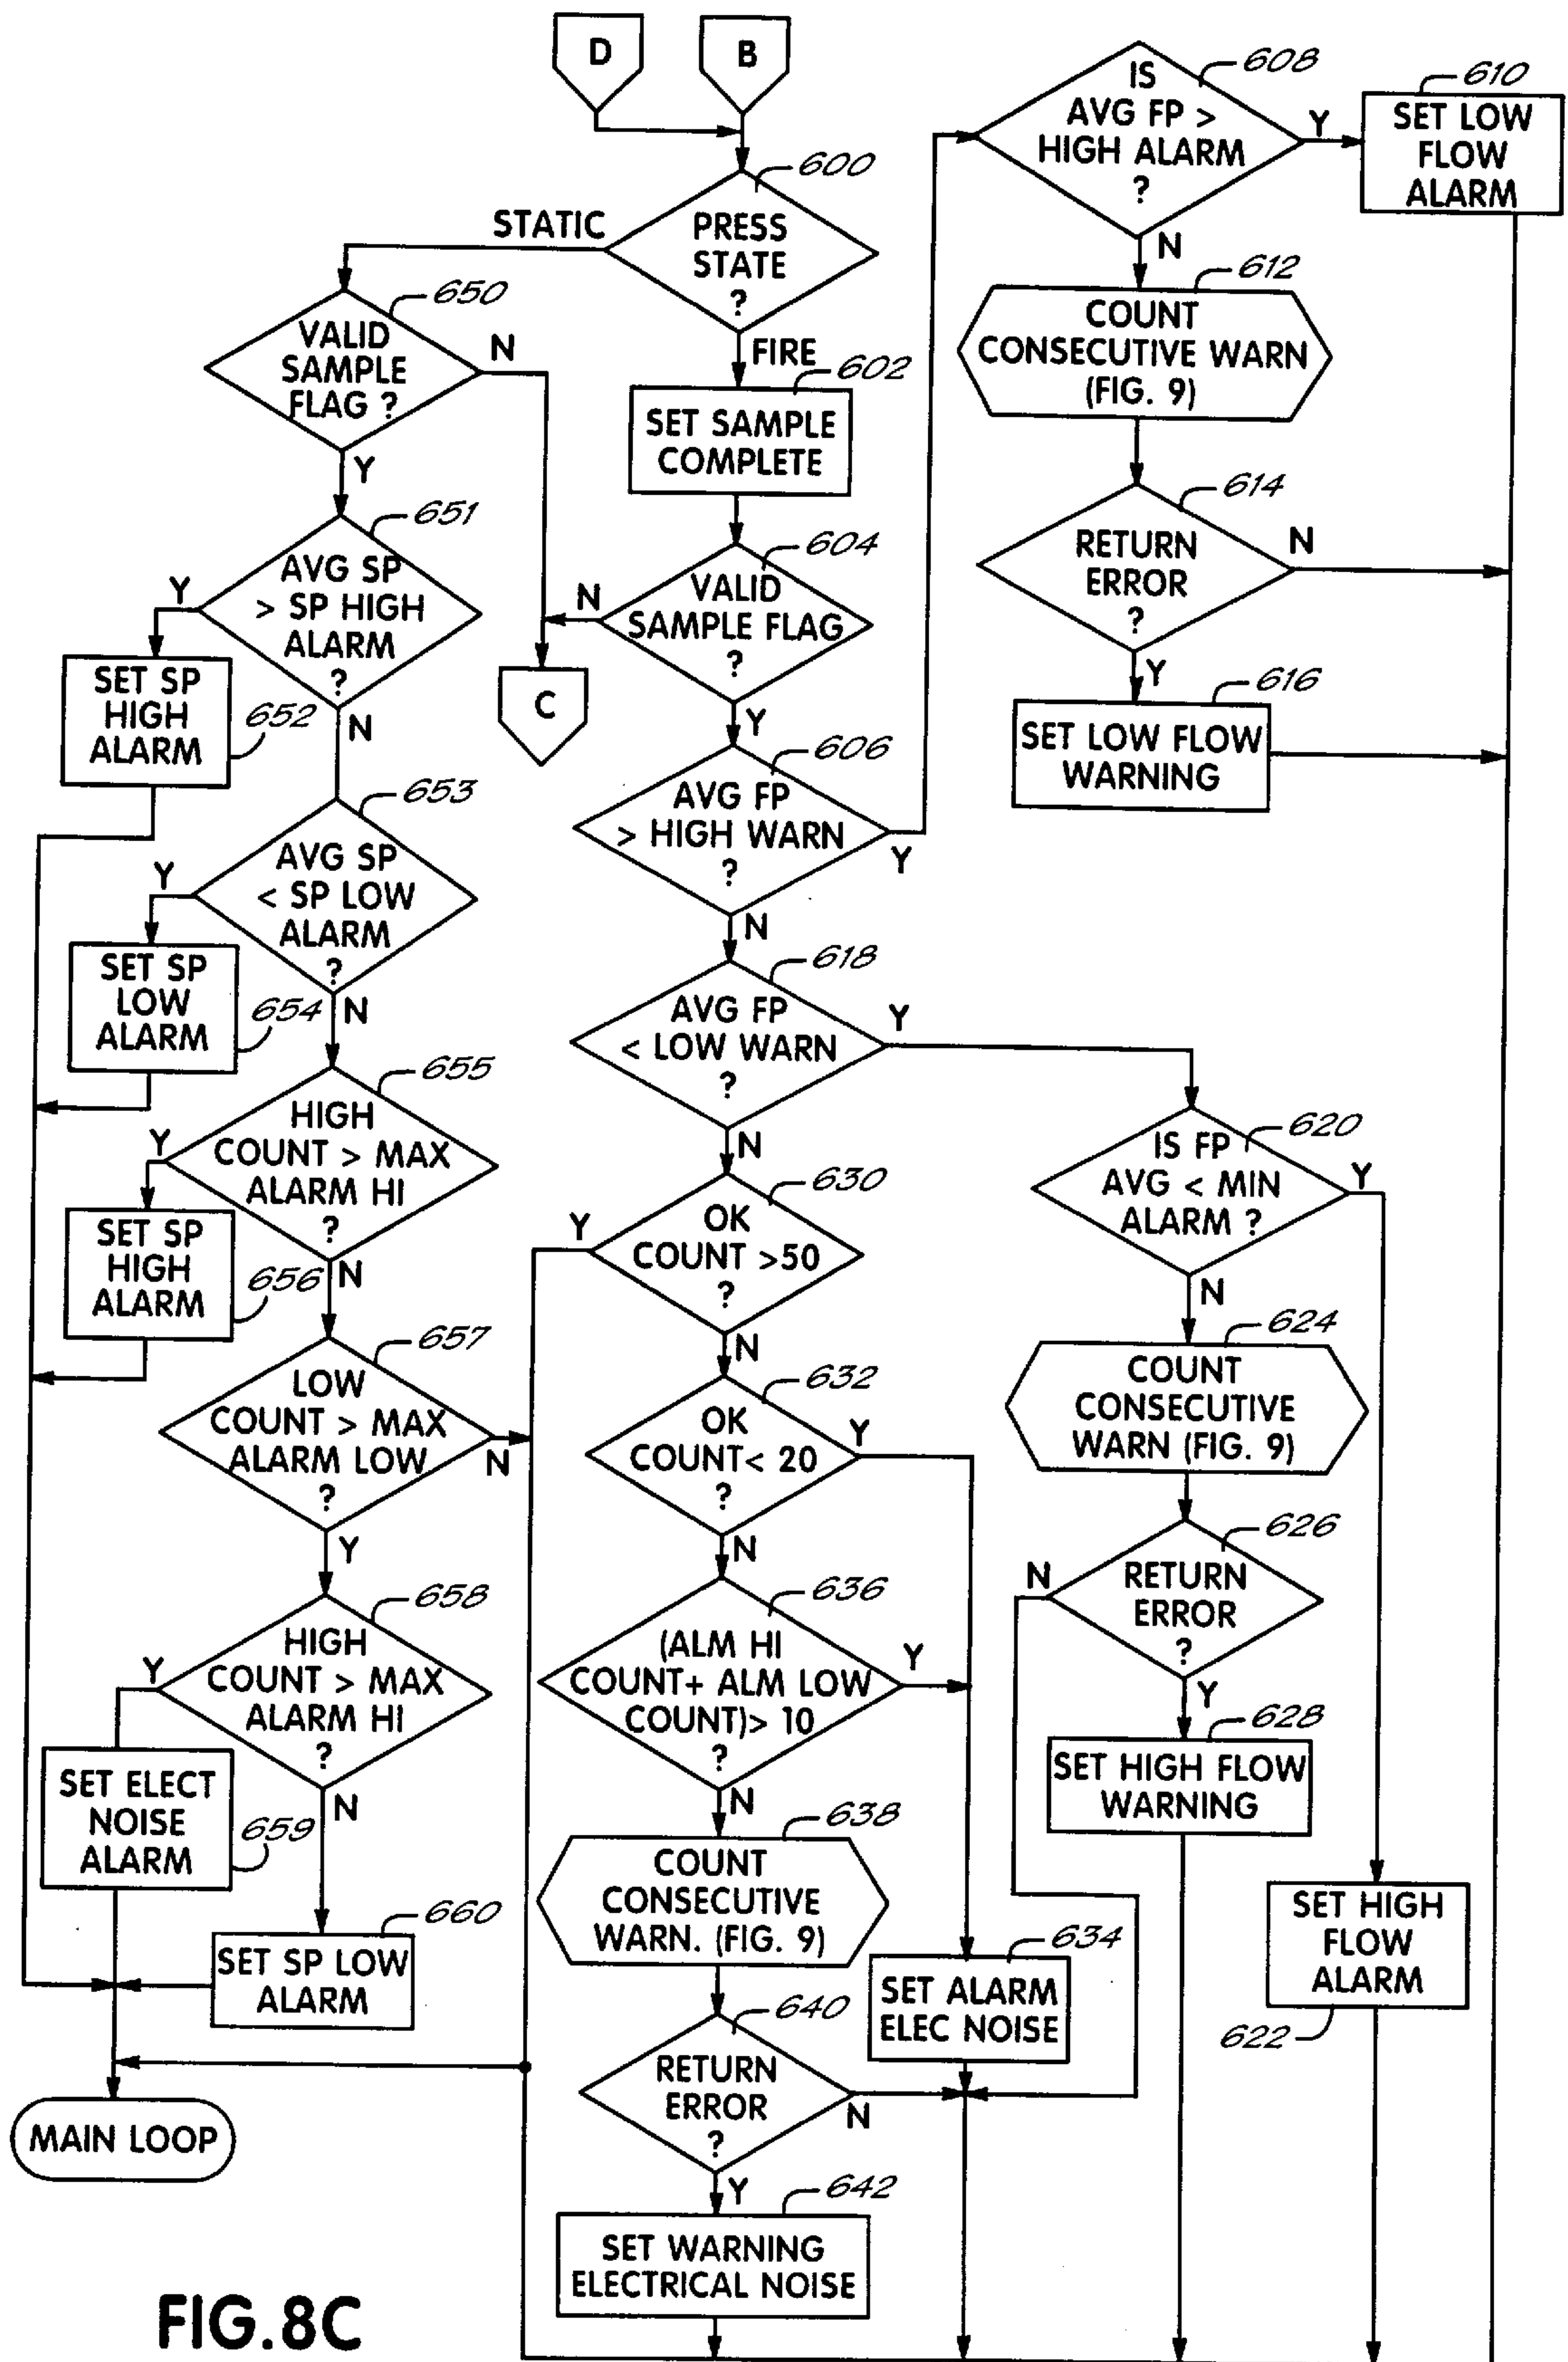 D
B
600
PRESS
STATE
?
STATIC
FIRE
602
SET SAMPLE
COMPLETE
604
VALID
SAMPLE FLAG
?
N
Y
C
606
AVG FP
> HIGH WARN
?
Y
N
608
IS
AVG FP >
HIGH ALARM
?
Y
N
610
SET LOW
FLOW
ALARM
612
COUNT
CONSECUTIVE WARN
(FIG. 9)
614
RETURN
ERROR
?
N
Y
616
SET LOW FLOW
WARNING
618
AVG FP
< LOW WARN
?
Y
N
620
IS FP
AVG < MIN
ALARM ?
Y
N
624
COUNT
CONSECUTIVE
WARN (FIG. 9)
626
RETURN
ERROR
?
N
Y
628
SET HIGH FLOW
WARNING
SET HIGH
FLOW
ALARM
622
630
OK
COUNT >50
?
Y
N
632
OK
COUNT< 20
?
Y
N
636
(ALM HI
COUNT+ ALM LOW
COUNT)> 10
?
Y
N
638
COUNT
CONSECUTIVE
WARN. (FIG. 9)
634
SET ALARM
ELEC NOISE
640
RETURN
ERROR
?
N
Y
642
SET WARNING
ELECTRICAL NOISE
650
VALID
SAMPLE
FLAG ?
N
Y
651
AVG SP
> SP HIGH
ALARM
?
Y
N
SET SP
HIGH
ALARM
652
653
AVG SP
< SP LOW
ALARM
?
Y
N
SET SP
LOW
ALARM
654
655
HIGH
COUNT > MAX
ALARM HI
?
Y
N
SET SP
HIGH
ALARM
656
657
LOW
COUNT > MAX
ALARM LOW
?
N
Y
658
HIGH
COUNT > MAX
ALARM HI
?
Y
N
SET ELECT
NOISE
ALARM
659
660
SET SP LOW
ALARM
MAIN LOOP
FIG.8C